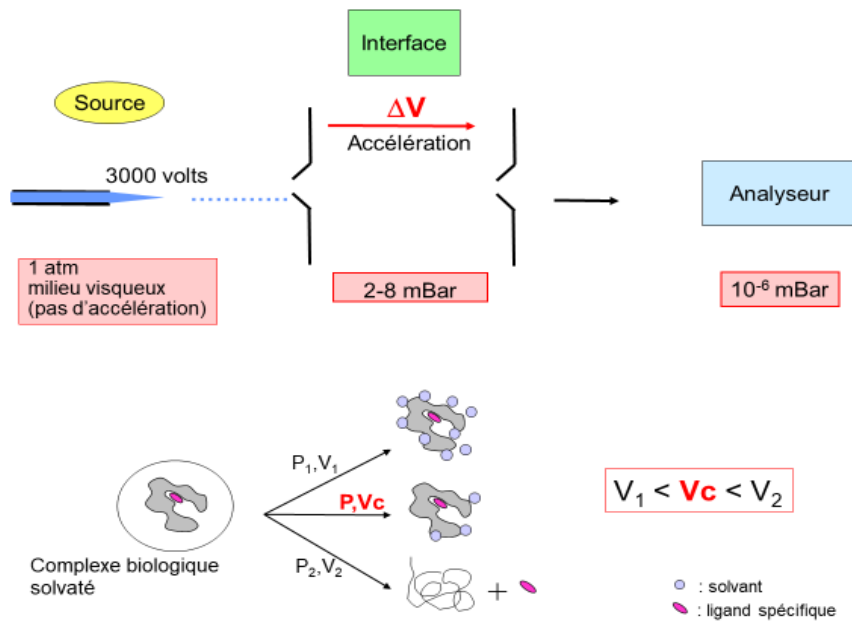 Interface
Source
ΔV
Accélération
3000 volts
Analyseur
1 atm
milieu visqueux
(pas d'accélération)
2-8 mBar
10⁻⁶ mBar
P₁,V₁
P,Vc
P₂,V₂
V₁ < Vc < V₂
Complexe biologique
solvaté
+
: solvant
: ligand spécifique